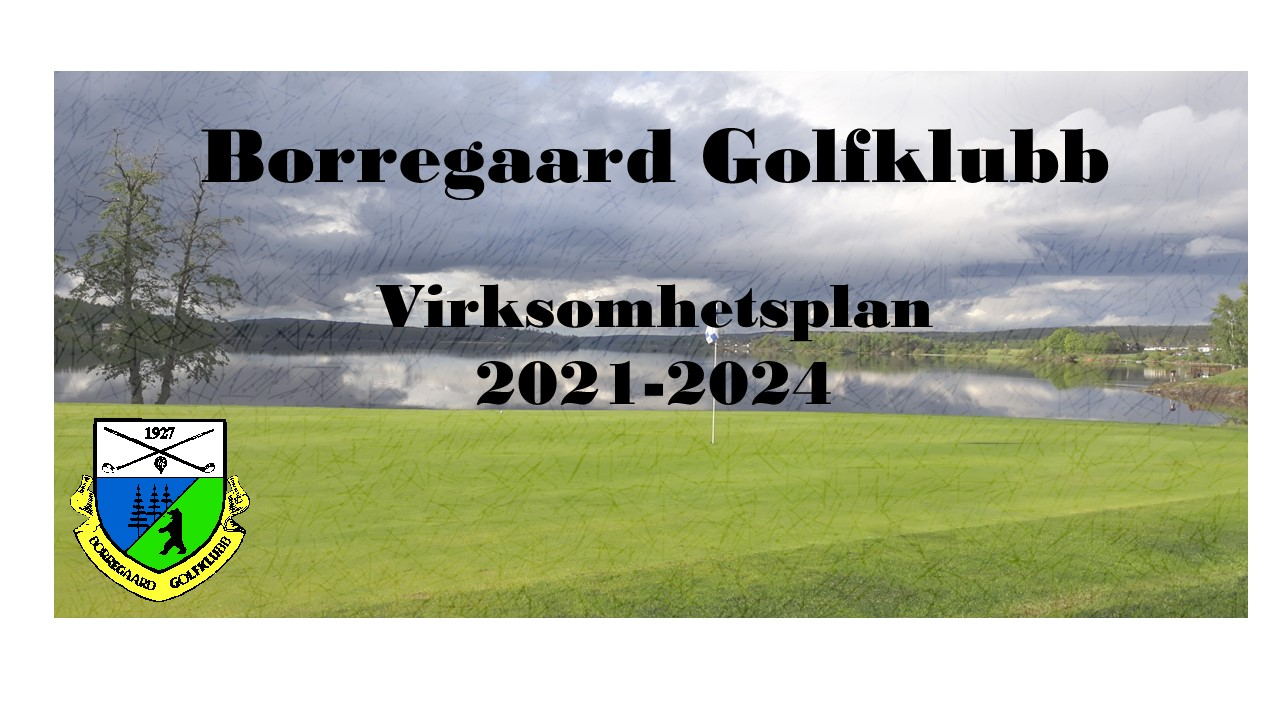 Borregaard Golfklubb
Virksomhetsplan
2021-2024
1927
BORREGAARD GOLFKLUBB